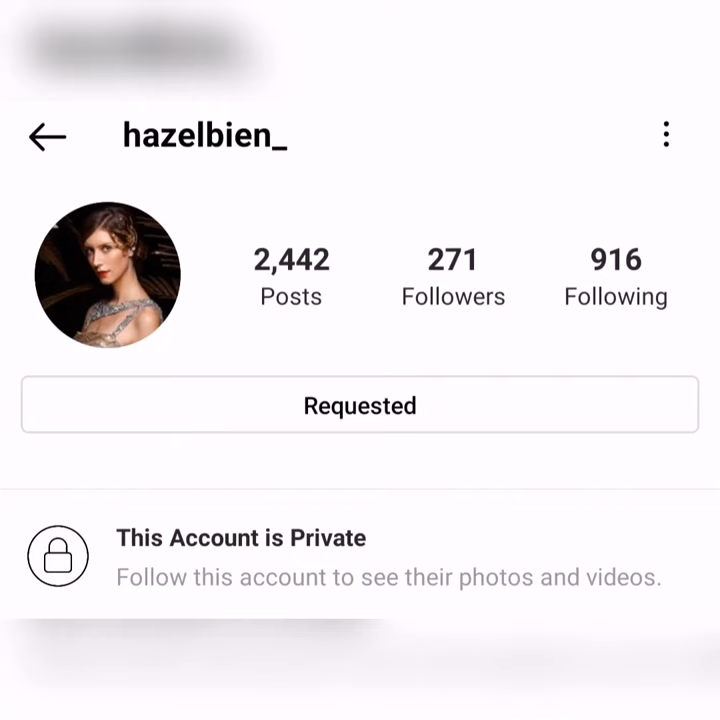 hazelbien_
2,442 271 916
Posts Followers Following
Requested
This Account is Private
Follow this account to see their photos and videos.